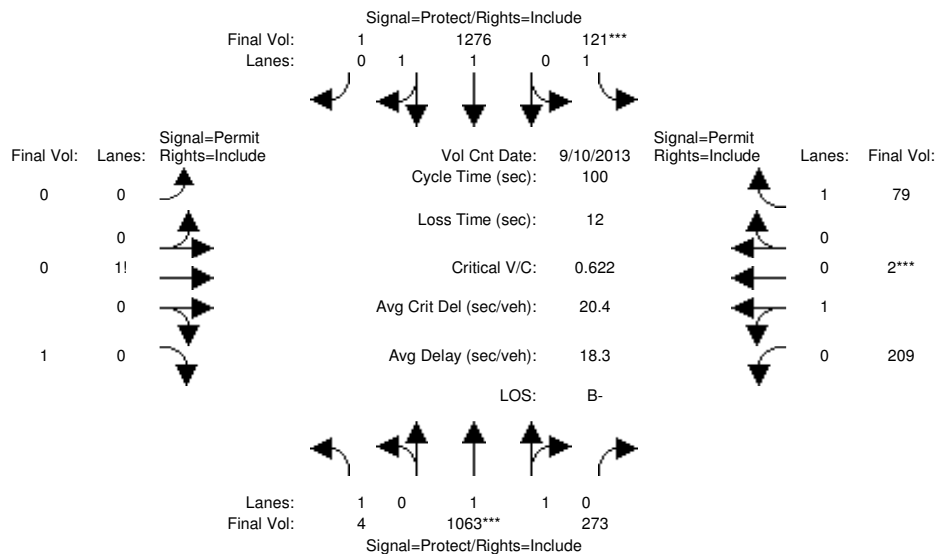 Signal=Protect/Rights=Include
Final Vol: 1 1276 121***
Lanes: 0 1 1 0 1
Signal=Permit
Final Vol: Lanes: Rights=Include
Vol Cnt Date: 9/10/2013
Signal=Permit
Rights=Include Lanes: Final Vol:
Cycle Time (sec): 100
0 0
1 79
Loss Time (sec): 12
0
0
0 1!
Critical V/C: 0.622
0 2***
0
Avg Crit Del (sec/veh): 20.4
1
1 0
Avg Delay (sec/veh): 18.3
0 209
LOS: B-
Lanes: 1 0 1 1 0
Final Vol: 4 1063*** 273
Signal=Protect/Rights=Include